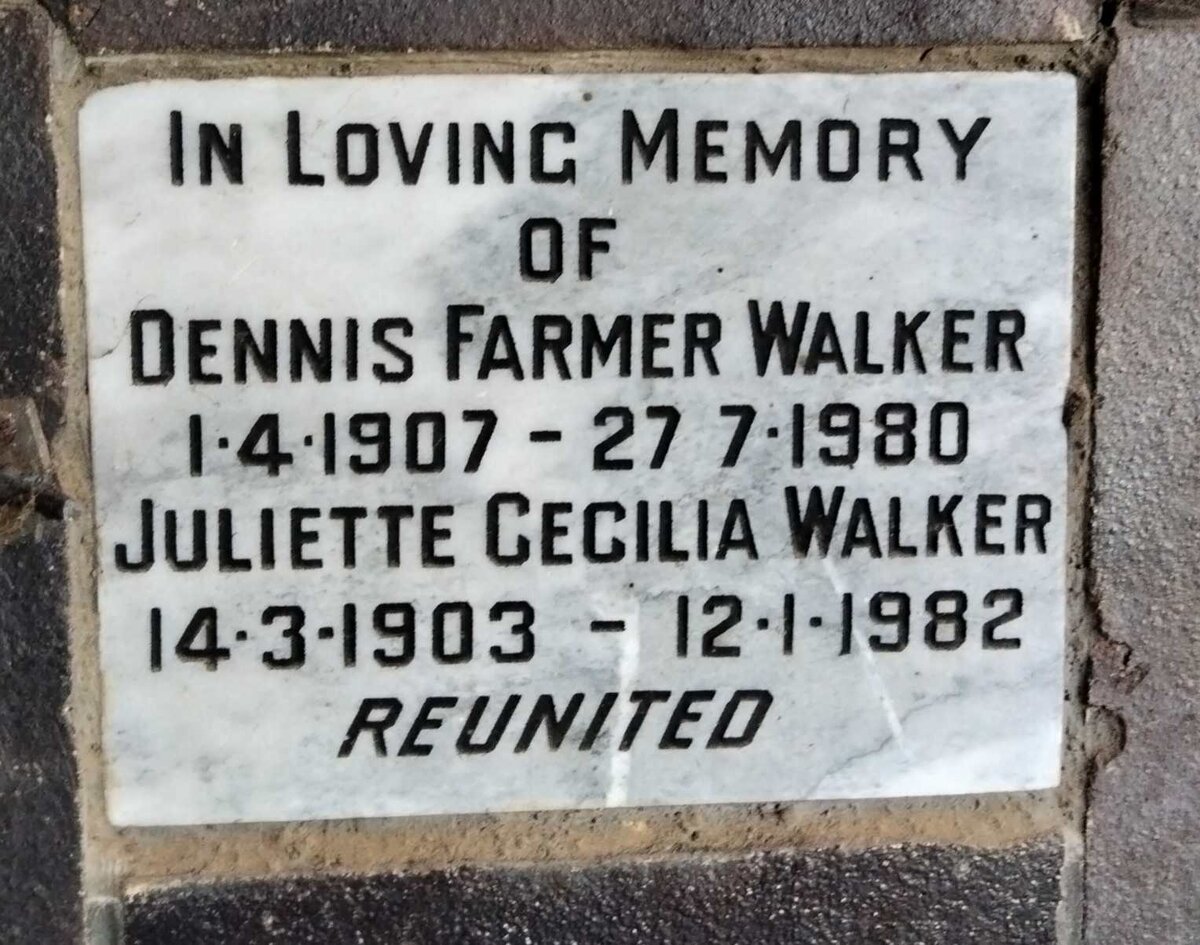 In Loving Memory
of
Dennis Farmer Walker
1·4·1907 – 27 7·1980
Juliette Cecilia Walker
14·3·1903 – 12·1·1982
REUNITED